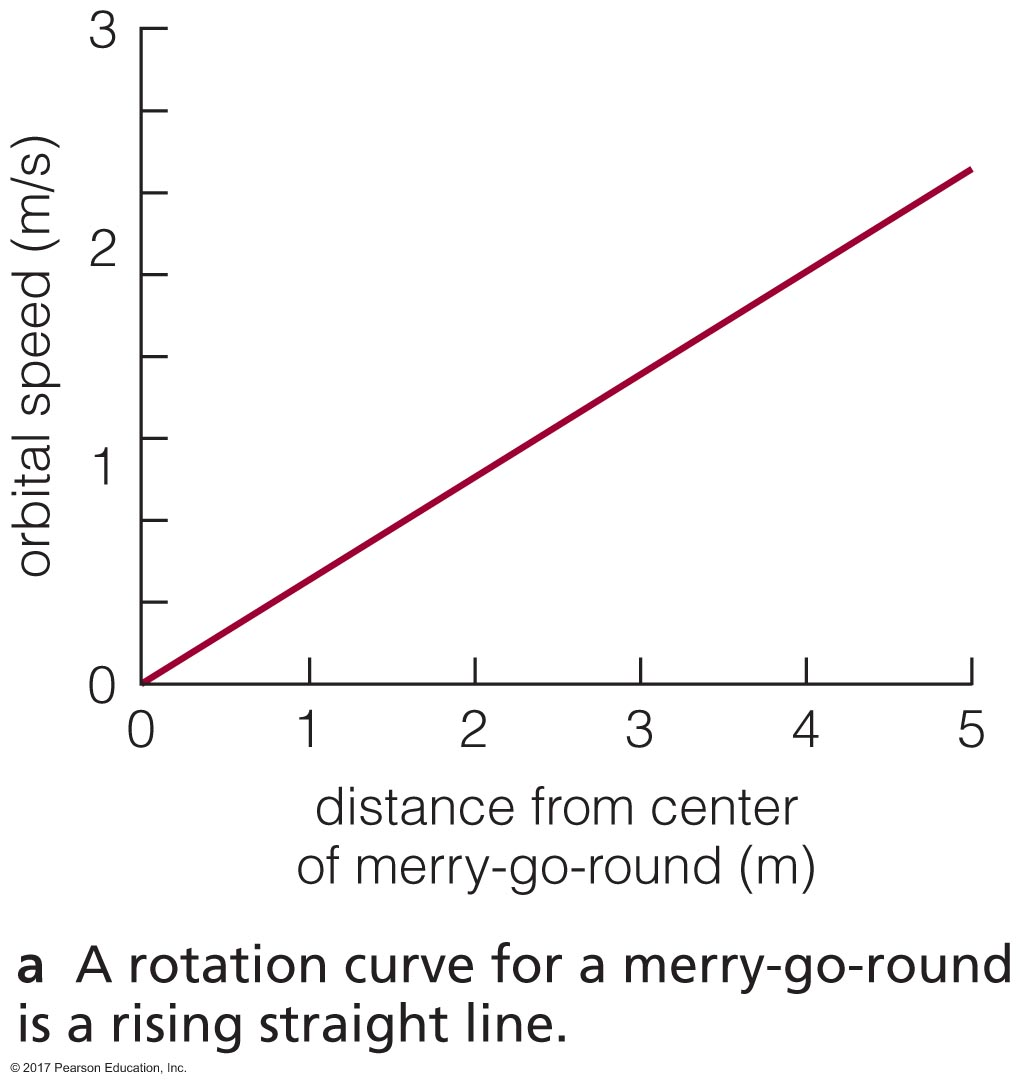 3
2
1
0
orbital speed (m/s)
0 1 2 3 4 5
distance from center
of merry-go-round (m)
a A rotation curve for a merry-go-round
is a rising straight line.
© 2017 Pearson Education, Inc.